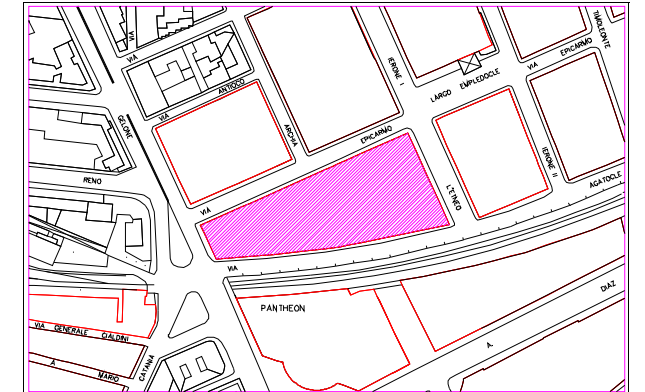 VIA
TIMOLEONTE
VIA
EPICARMO
VIA
IERONE I
LARGO EMPLEDOCLE
ANTIOCO
VIA
GELONE
ARCHIA
EPICARMO
IERONE II
RENO
AGATOCLE
L'ETNEO
VIA
VIA
PANTHEON
DIAZ
VIA GENERALE CIALDINI
A.
A. MARIO
CATANIA